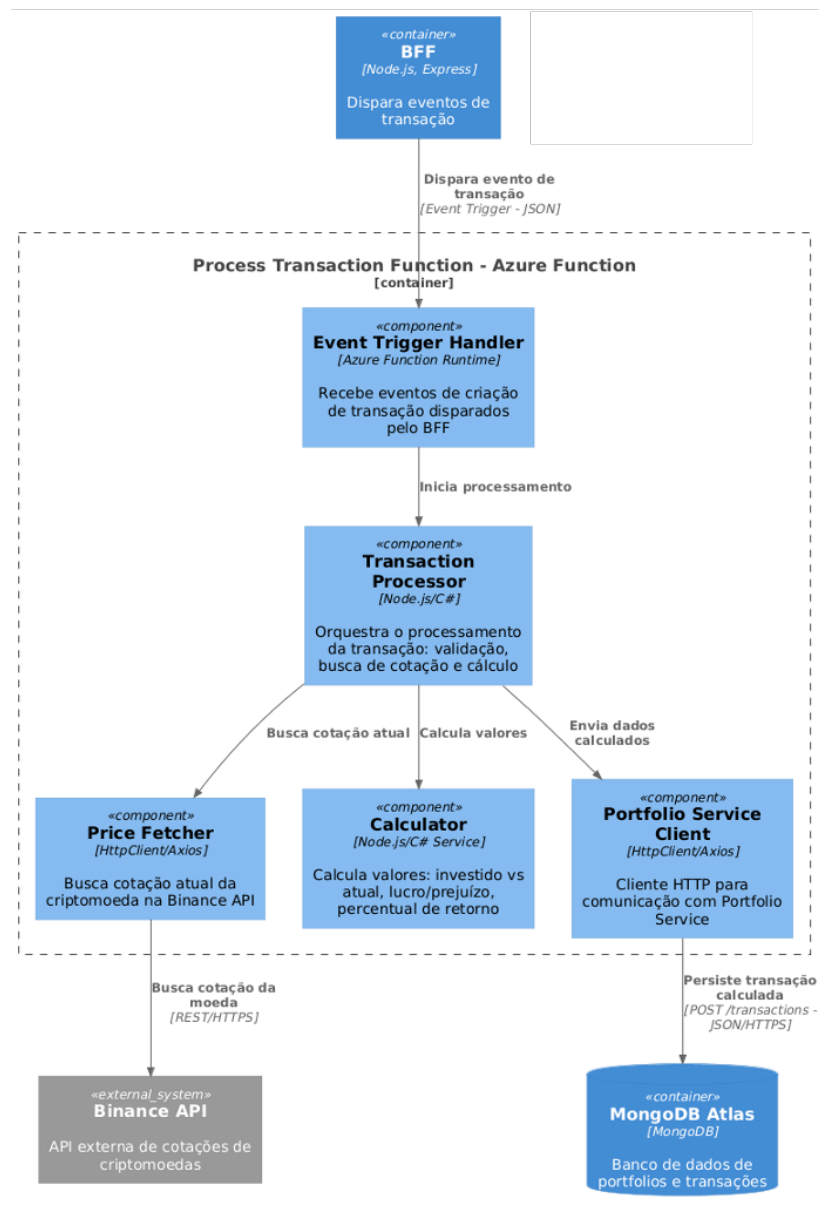 «container»
BFF
[Node.js, Express]
Dispara eventos de
transação
Dispara evento de
transação
[Event Trigger - JSON]
Process Transaction Function - Azure Function
[container]
«component»
Event Trigger Handler
[Azure Function Runtime]
Recebe eventos de criação
de transação disparados
pelo BFF
Inicia processamento
«component»
Transaction
Processor
[Node.js/C#]
Orquestra o processamento
da transação: validação,
busca de cotação e cálculo
Busca cotação atual
Calcula valores
Envia dados
calculados
«component»
Price Fetcher
[HttpClient/Axios]
Busca cotação atual da
criptomoeda na Binance API
«component»
Calculator
[Node.js/C# Service]
Calcula valores: investido vs
atual, lucro/prejuízo,
percentual de retorno
«component»
Portfolio Service
Client
[HttpClient/Axios]
Cliente HTTP para
comunicação com Portfolio
Service
Busca cotação da
moeda
[REST/HTTPS]
Persiste transação
calculada
[POST /transactions -
JSON/HTTPS]
«external_system»
Binance API
API externa de cotações de
criptomoedas
«container»
MongoDB Atlas
[MongoDB]
Banco de dados de
portfolios e transações